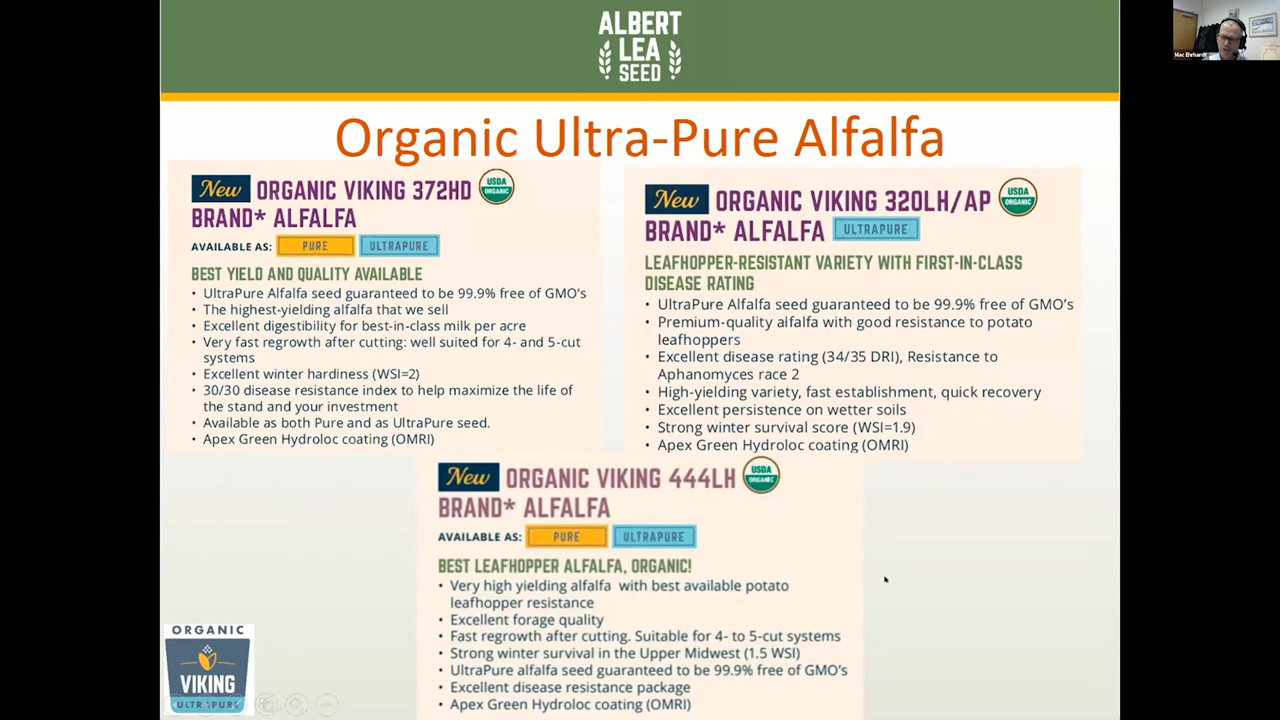 ALBERT
LEA
SEED
Mac Ehrhardt
Organic Ultra-Pure Alfalfa
New ORGANIC VIKING 372HD USDA ORGANIC
BRAND* ALFALFA
AVAILABLE AS: PURE ULTRAPURE
BEST YIELD AND QUALITY AVAILABLE
• UltraPure Alfalfa seed guaranteed to be 99.9% free of GMO's
• The highest-yielding alfalfa that we sell
• Excellent digestibility for best-in-class milk per acre
• Very fast regrowth after cutting: well suited for 4- and 5-cut
systems
• Excellent winter hardiness (WSI=2)
• 30/30 disease resistance index to help maximize the life of
the stand and your investment
• Available as both Pure and as UltraPure seed.
• Apex Green Hydroloc coating (OMRI)
New ORGANIC VIKING 320LH/AP USDA ORGANIC
BRAND* ALFALFA ULTRAPURE
LEAFHOPPER-RESISTANT VARIETY WITH FIRST-IN-CLASS
DISEASE RATING
• UltraPure Alfalfa seed guaranteed to be 99.9% free of GMO's
• Premium-quality alfalfa with good resistance to potato
leafhoppers
• Excellent disease rating (34/35 DRI), Resistance to
Aphanomyces race 2
• High-yielding variety, fast establishment, quick recovery
• Excellent persistence on wetter soils
• Strong winter survival score (WSI=1.9)
• Apex Green Hydroloc coating (OMRI)
New ORGANIC VIKING 444LH USDA ORGANIC
BRAND* ALFALFA
AVAILABLE AS: PURE ULTRAPURE
BEST LEAFHOPPER ALFALFA, ORGANIC!
• Very high yielding alfalfa with best available potato
leafhopper resistance
• Excellent forage quality
• Fast regrowth after cutting. Suitable for 4- to 5-cut systems
• Strong winter survival in the Upper Midwest (1.5 WSI)
• UltraPure alfalfa seed guaranteed to be 99.9% free of GMO's
• Excellent disease resistance package
• Apex Green Hydroloc coating (OMRI)
ORGANIC
VIKING
ULTRAPURE